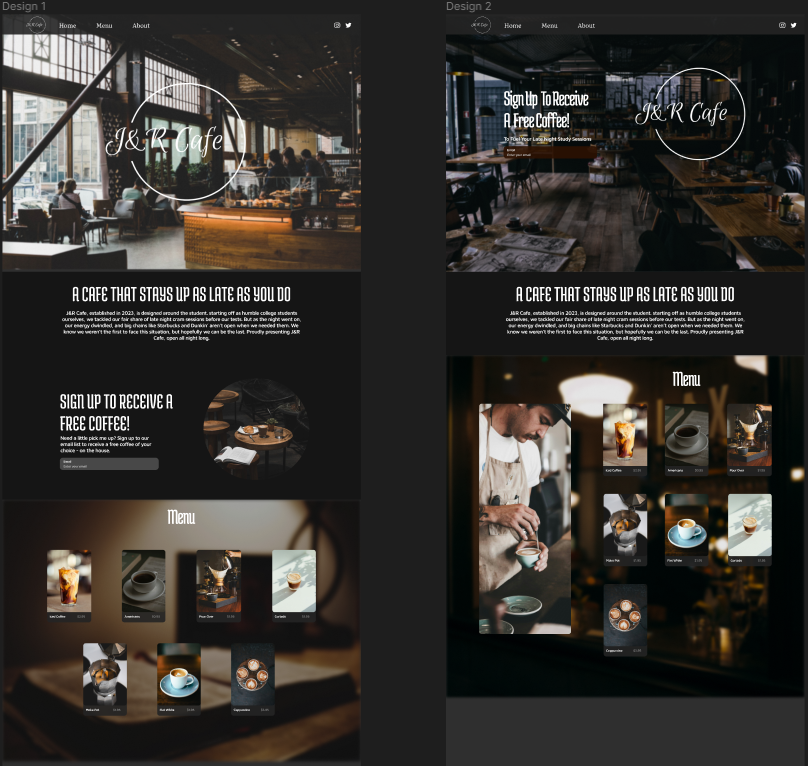 Design 1
J&R Cafe
Home
Menu
About
J&R Cafe
A CAFE THAT STAYS UP AS LATE AS YOU DO
J&R Cafe, established in 2023, is designed around the student, starting off as humble college students
ourselves, we tackled our fair share of late night cram sessions before our tests. But as the night went on,
our energy dwindled, and big chains like Starbucks and Dunkin' aren't open when we needed them. We
know we weren't the first to face this situation, but hopefully we can be the last. Proudly presenting J&R
Cafe, open all night long.
SIGN UP TO RECEIVE A
FREE COFFEE!
Need a little pick me up? Sign up to our
email list to receive a free coffee of your
choice - on the house.
Email
Enter your email
Menu
Iced Coffee
Americano
Pour Over
Cortado
Moka Pot
Flat White
Cappuccino
Design 2
J&R Cafe
Home
Menu
About
Sign Up To Receive
A Free Coffee!
To Fuel Your Late Night Study Sessions
Email
Enter your email
J&R Cafe
A CAFE THAT STAYS UP AS LATE AS YOU DO
J&R Cafe, established in 2023, is designed around the student, starting off as humble college students
ourselves, we tackled our fair share of late night cram sessions before our tests. But as the night went on,
our energy dwindled, and big chains like Starbucks and Dunkin' aren't open when we needed them. We
know we weren't the first to face this situation, but hopefully we can be the last. Proudly presenting J&R
Cafe, open all night long.
Menu
Iced Coffee
Americano
Pour Over
Moka Pot
Flat White
Cortado
Cappuccino